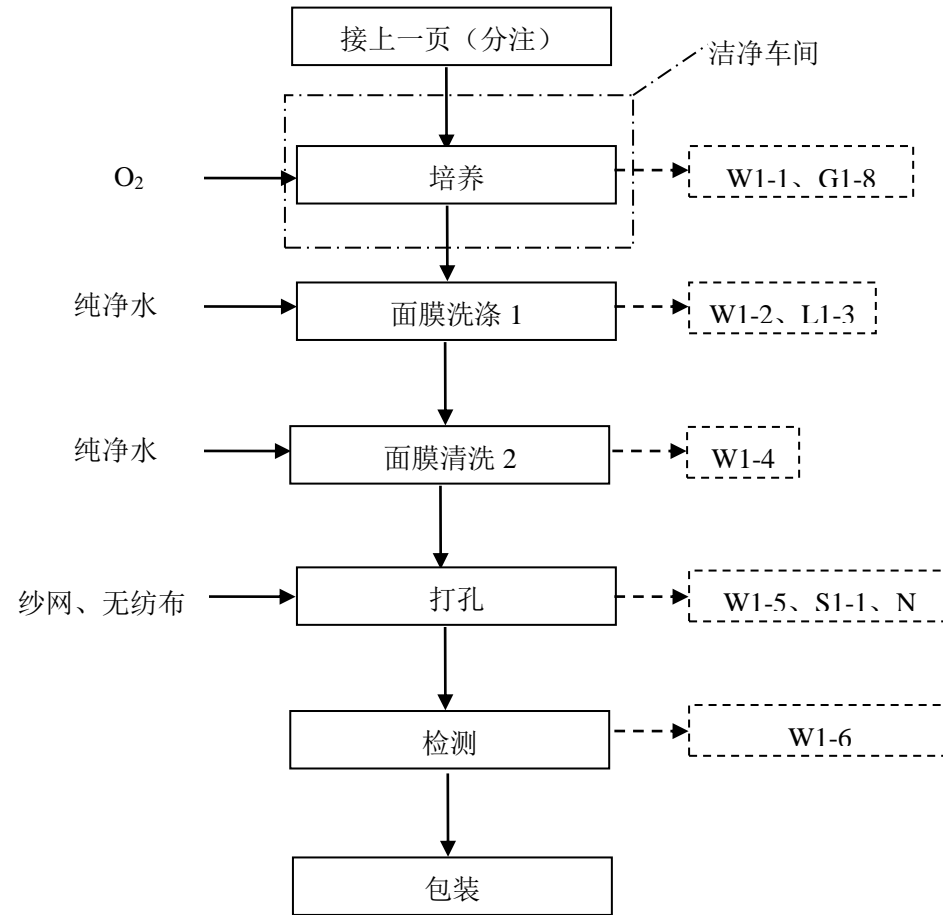 接上一页（分注）
洁净车间
O₂
培养
W1-1、G1-8
纯净水
面膜洗涤 1
W1-2、L1-3
纯净水
面膜清洗 2
W1-4
纱网、无纺布
打孔
W1-5、S1-1、N
检测
W1-6
包装